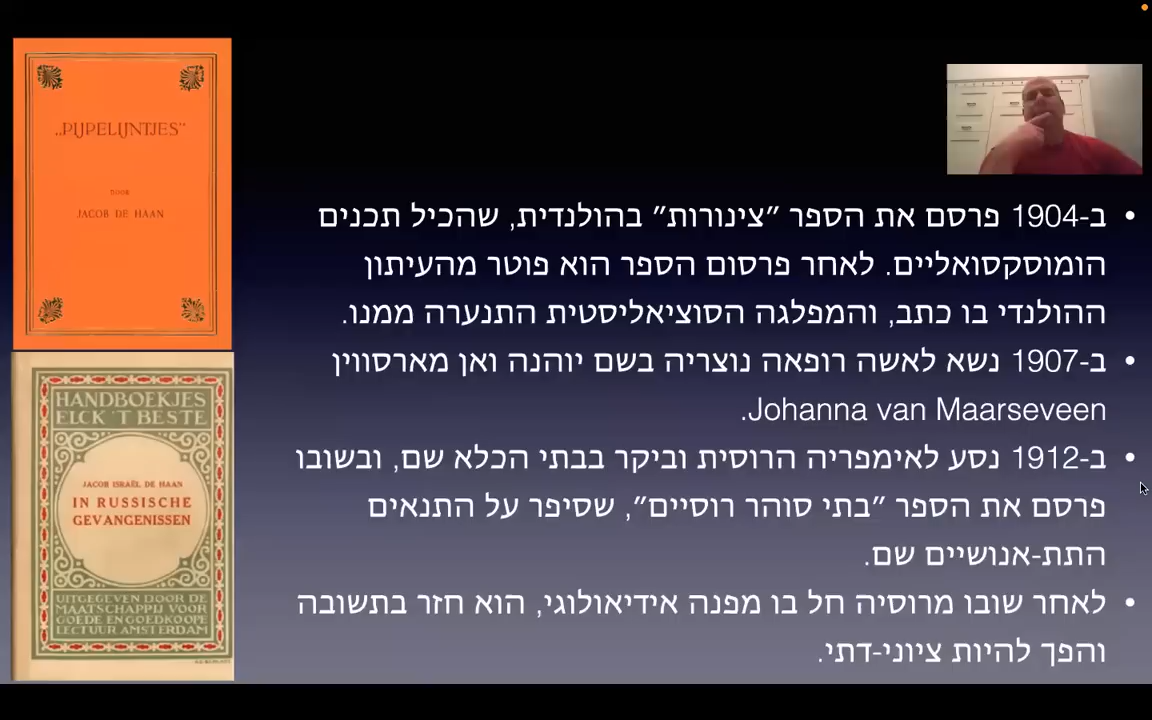 „PIJPELIJNTJES"
DOOR
JACOB DE HAAN
HANDBOEKJES
ELCK 'T BESTE
JACOB ISRAËL DE HAAN
IN RUSSISCHE
GEVANGENISSEN
UITGEGEVEN DOOR DE
MAATSCHAPPIJ VOOR
GOEDE EN GOEDKOOPE
LECTUUR AMSTERDAM
• ב-1904 פרסם את הספר ״צינורות״ בהולנדית, שהכיל תכנים
הומוסקסואליים. לאחר פרסום הספר הוא פוטר מהעיתון
ההולנדי בו כתב, והמפלגה הסוציאליסטית התנערה ממנו.
• ב-1907 נשא לאשה רופאה נוצריה בשם יוהנה ואן מארסווין
Johanna van Maarseveen.
• ב-1912 נסע לאימפריה הרוסית וביקר בבתי הכלא שם, ובשובו
פרסם את הספר ״בתי סוהר רוסיים״, שסיפר על התנאים
התת-אנושיים שם.
• לאחר שובו מרוסיה חל בו מפנה אידיאולוגי, הוא חזר בתשובה
והפך להיות ציוני-דתי.